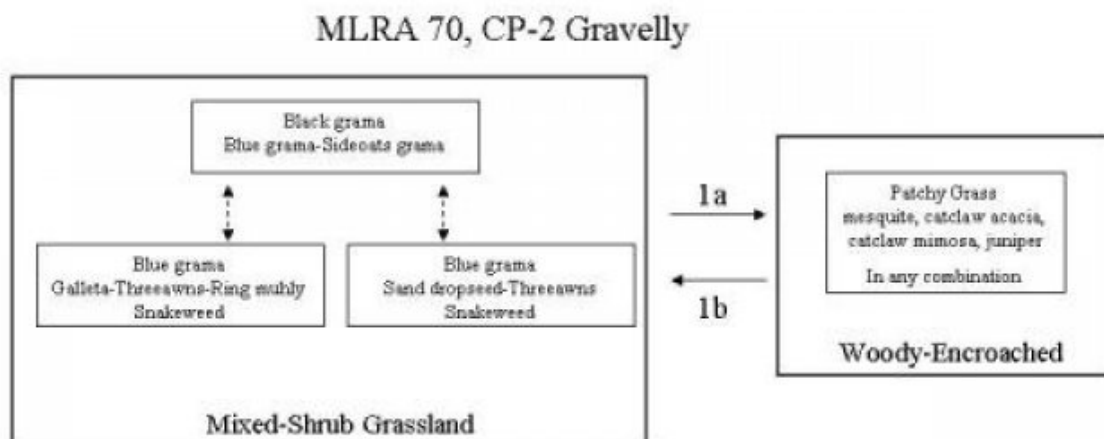 MLRA 70, CP-2 Gravelly
Black grama
Blue grama-Sideoats grama
Blue grama
Galleta-Threeawns-Ring muhly
Snakeweed
Blue grama
Sand dropseed-Threeawns
Snakeweed
Mixed-Shrub Grassland
1a
1b
Patchy Grass
mesquite, catclaw acacia,
catclaw mimosa, juniper
In any combination
Woody-Encroached